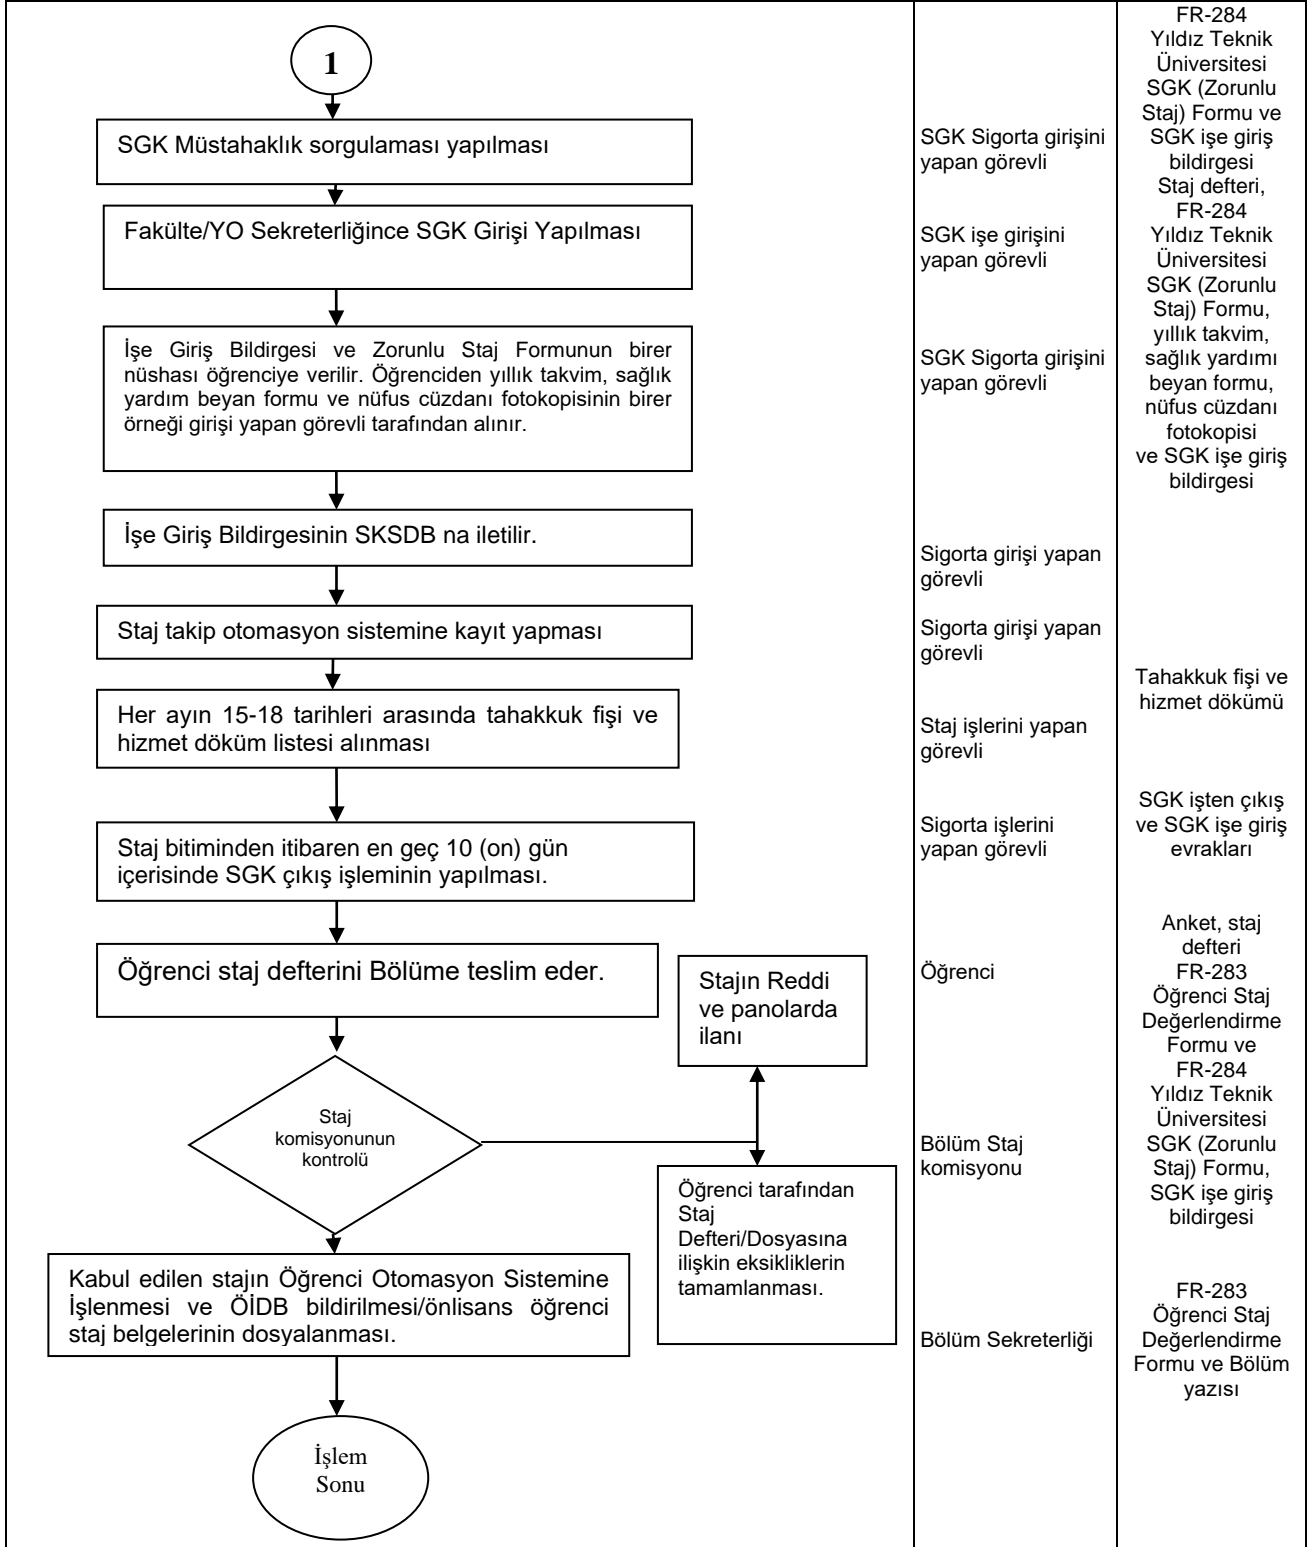 1
SGK Müstahaklık sorgulaması yapılması
Fakülte/YO Sekreterliğince SGK Girişi Yapılması
İşe Giriş Bildirgesi ve Zorunlu Staj Formunun birer
nüshası öğrenciye verilir. Öğrenciden yıllık takvim, sağlık
yardım beyan formu ve nüfus cüzdanı fotokopisinin birer
örneği girişi yapan görevli tarafından alınır.
İşe Giriş Bildirgesinin SKSDB na iletilir.
Staj takip otomasyon sistemine kayıt yapması
Her ayın 15-18 tarihleri arasında tahakkuk fişi ve
hizmet döküm listesi alınması
Staj bitiminden itibaren en geç 10 (on) gün
içerisinde SGK çıkış işleminin yapılması.
Öğrenci staj defterini Bölüme teslim eder.
Stajın Reddi
ve panolarda
ilanı
Staj
komisyonunun
kontrolü
Öğrenci tarafından
Staj
Defteri/Dosyasına
ilişkin eksikliklerin
tamamlanması.
Kabul edilen stajın Öğrenci Otomasyon Sistemine
İşlenmesi ve ÖİDB bildirilmesi/önlisans öğrenci
staj belgelerinin dosyalanması.
İşlem
Sonu
SGK Sigorta girişini
yapan görevli
SGK işe girişini
yapan görevli
SGK Sigorta girişini
yapan görevli
Sigorta girişi yapan
görevli
Sigorta girişi yapan
görevli
Staj işlerini yapan
görevli
Sigorta işlerini
yapan görevli
Öğrenci
Bölüm Staj
komisyonu
Bölüm Sekreterliği
FR-284
Yıldız Teknik
Üniversitesi
SGK (Zorunlu
Staj) Formu ve
SGK işe giriş
bildirgesi
Staj defteri,
FR-284
Yıldız Teknik
Üniversitesi
SGK (Zorunlu
Staj) Formu,
yıllık takvim,
sağlık yardımı
beyan formu,
nüfus cüzdanı
fotokopisi
ve SGK işe giriş
bildirgesi
Tahakkuk fişi ve
hizmet dökümü
SGK işten çıkış
ve SGK işe giriş
evrakları
Anket, staj
defteri
FR-283
Öğrenci Staj
Değerlendirme
Formu ve
FR-284
Yıldız Teknik
Üniversitesi
SGK (Zorunlu
Staj) Formu,
SGK işe giriş
bildirgesi
FR-283
Öğrenci Staj
Değerlendirme
Formu ve Bölüm
yazısı